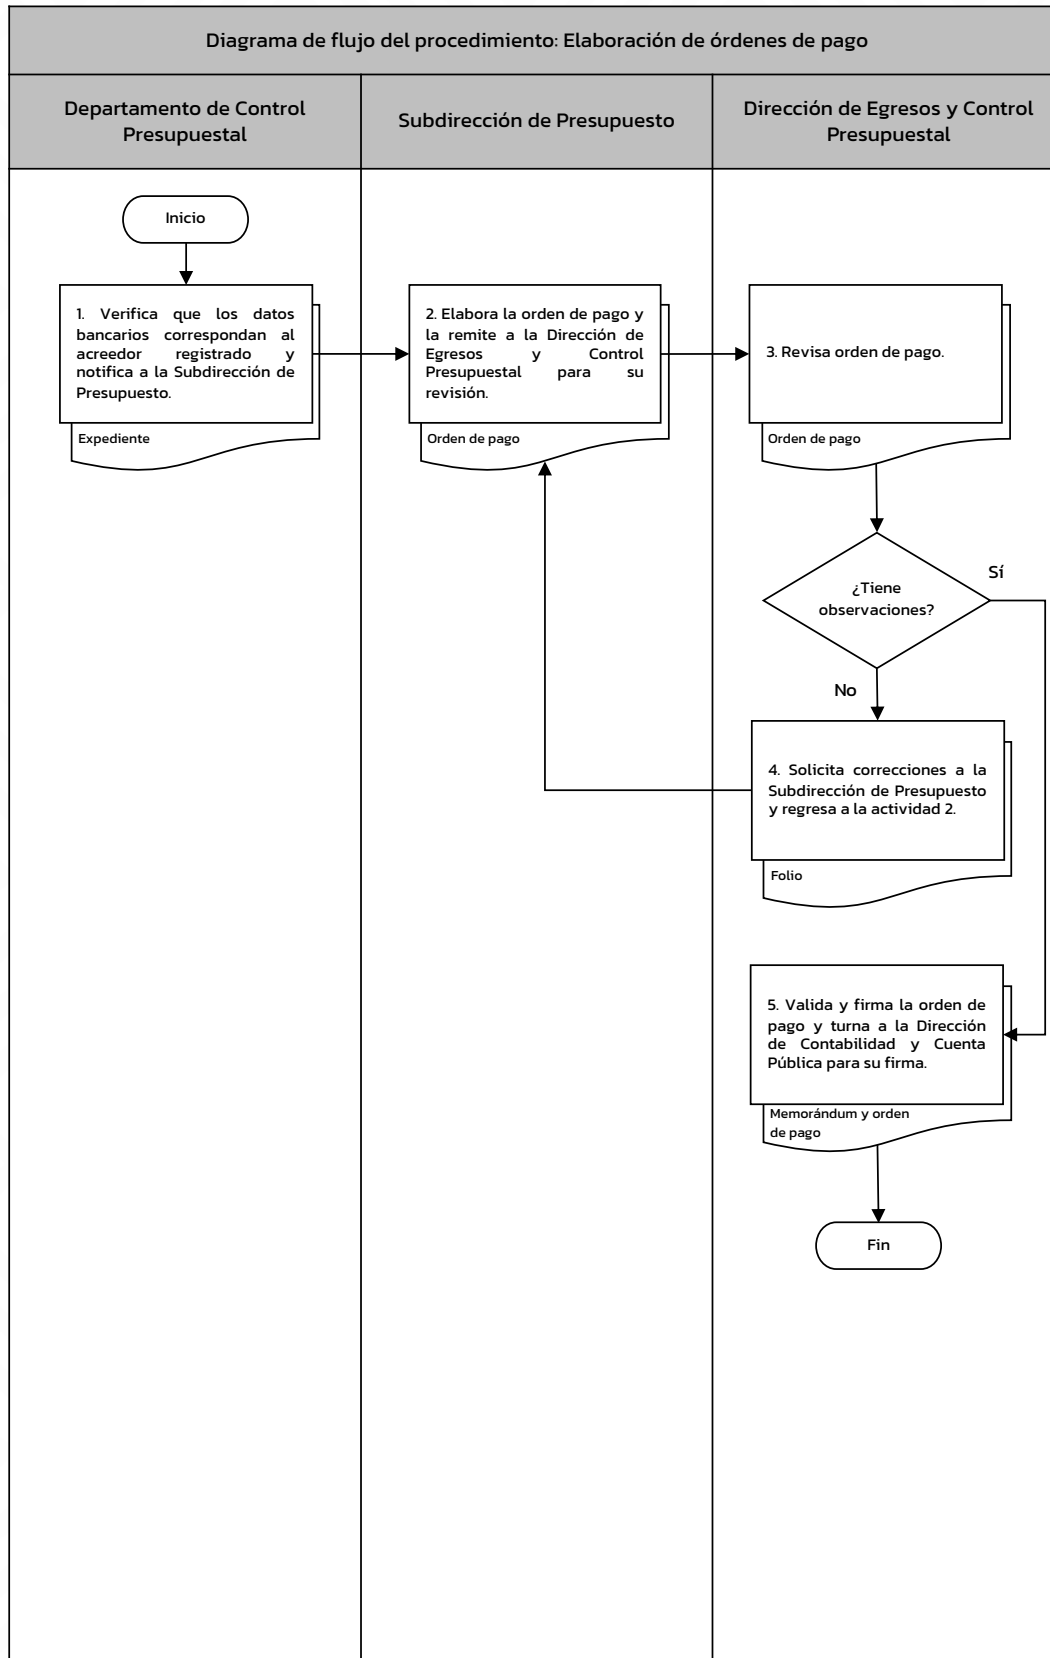 Diagrama de flujo del procedimiento: Elaboración de órdenes de pago
Departamento de Control
Presupuestal
Subdirección de Presupuesto
Dirección de Egresos y Control
Presupuestal
Inicio
1. Verifica que los datos
bancarios correspondan al
acreedor registrado y
notifica a la Subdirección de
Presupuesto.
Expediente
2. Elabora la orden de pago y
la remite a la Dirección de
Egresos y Control
Presupuestal para su
revisión.
Orden de pago
3. Revisa orden de pago.
Orden de pago
¿Tiene
observaciones?
Sí
No
4. Solicita correcciones a la
Subdirección de Presupuesto
y regresa a la actividad 2.
Folio
5. Valida y firma la orden de
pago y turna a la Dirección
de Contabilidad y Cuenta
Pública para su firma.
Memorándum y orden
de pago
Fin